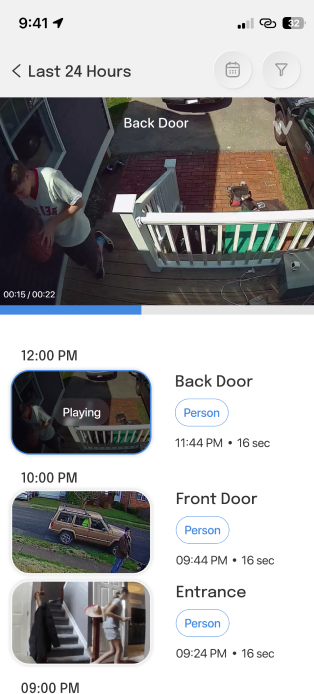 9:41
32
Last 24 Hours
Back Door
00:15 / 00:22
12:00 PM
Playing
Back Door
Person
11:44 PM • 16 sec
10:00 PM
Front Door
Person
09:44 PM • 16 sec
Entrance
Person
09:24 PM • 16 sec
09:00 PM